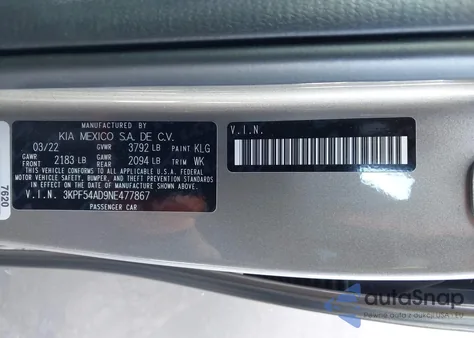 MANUFACTURED BY
KIA MEXICO S.A. DE C.V.
03/22 GVWR 3792 LB PAINT KLG
GAWR FRONT 2183 LB GAWR REAR 2094 LB TRIM WK
THIS VEHICLE CONFORMS TO ALL APPLICABLE U.S.A. FEDERAL
MOTOR VEHICLE SAFETY, BUMPER, AND THEFT PREVENTION
STANDARDS IN EFFECT ON THE DATE OF MANUFACTURE
SHOWN ABOVE.
V.I.N. 3KPF54AD9NE477867
PASSENGER CAR
V.I.N.
7620
autaSnap